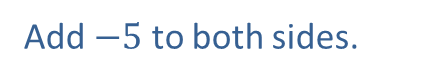 Add −5 to both sides.